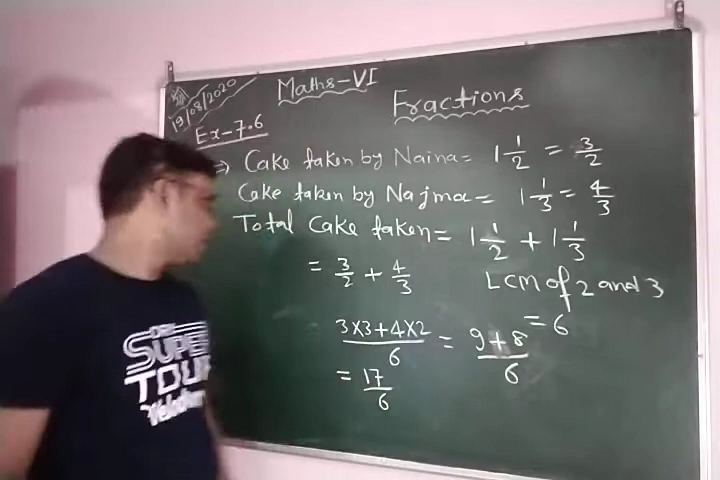 19/08/2020
Maths-VI
Fractions
Ex-7.6
⇒ Cake taken by Naina = 1 1/2 = 3/2
Cake taken by Najma = 1 1/3 = 4/3
Total Cake taken = 1 1/2 + 1 1/3
= 3/2 + 4/3
LCM of 2 and 3
= 6
= 3×3+4×2/6 = 9+8/6
= 17/6
SUPER
TOUR